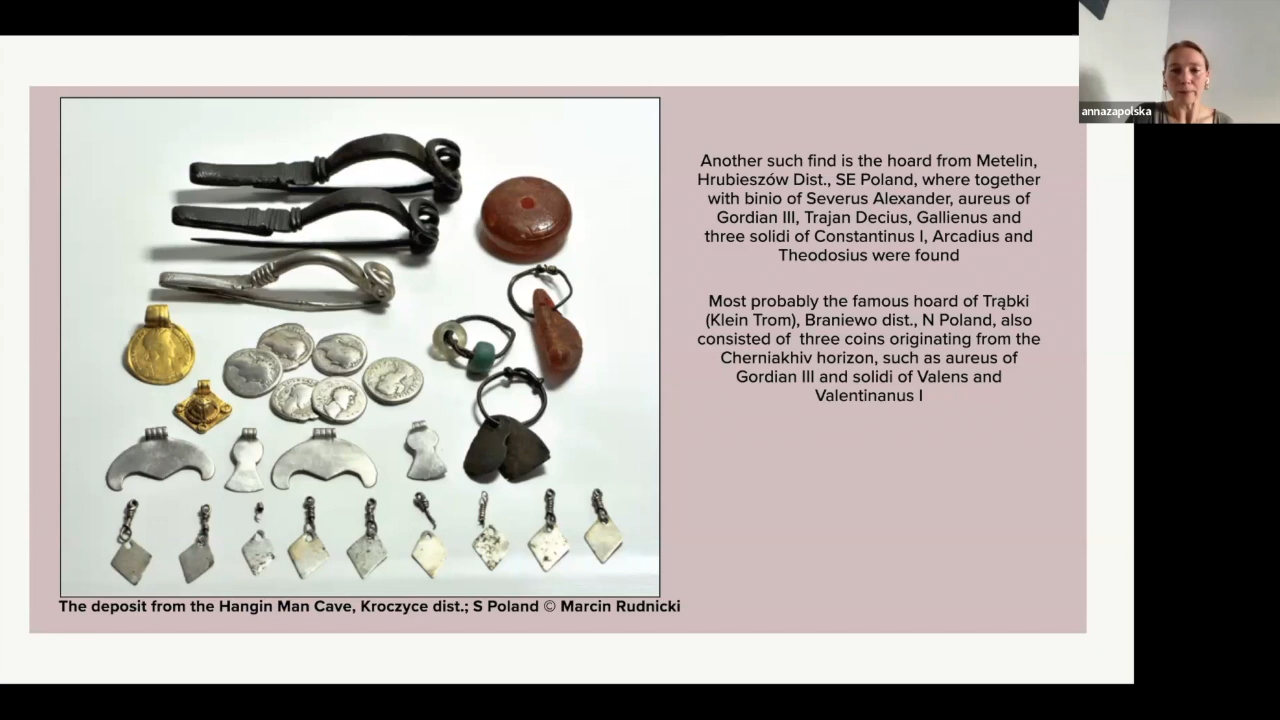 annazapolska
Another such find is the hoard from Metelin,
Hrubieszów Dist., SE Poland, where together
with binio of Severus Alexander, aureus of
Gordian III, Trajan Decius, Gallienus and
three solidi of Constantinus I, Arcadius and
Theodosius were found
Most probably the famous hoard of Trąbki
(Klein Trom), Braniewo dist., N Poland, also
consisted of three coins originating from the
Cherniakhiv horizon, such as aureus of
Gordian III and solidi of Valens and
Valentinanus I
The deposit from the Hangin Man Cave, Kroczyce dist.; S Poland © Marcin Rudnicki